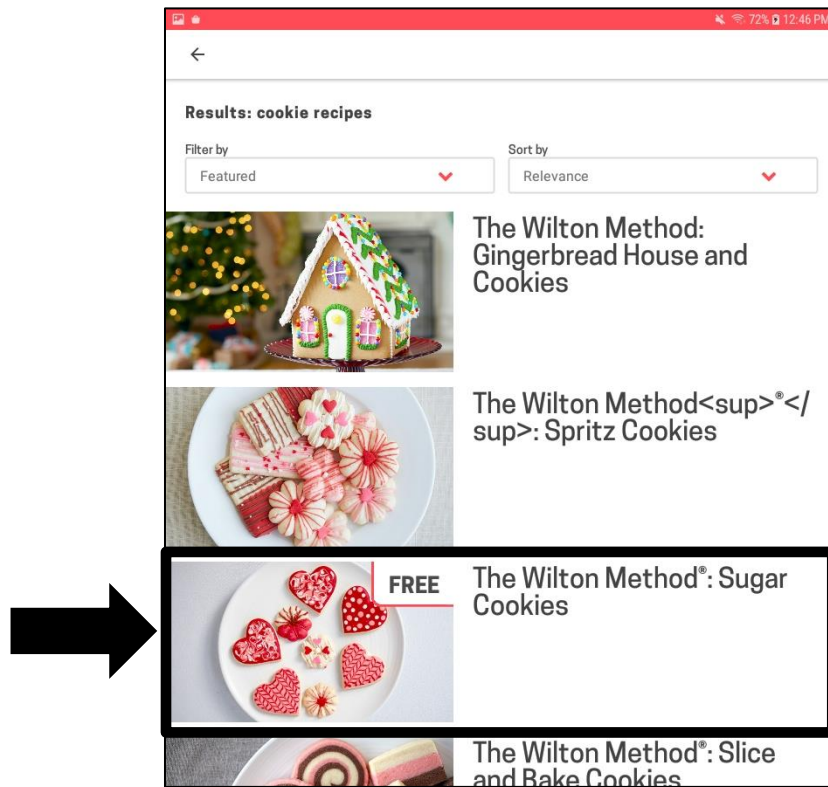 72% 12:46 PM
Results: cookie recipes
Filter by
Sort by
Featured
Relevance
The Wilton Method:
Gingerbread House and
Cookies
The Wilton Method<sup>®</
sup>: Spritz Cookies
FREE
The Wilton Method®: Sugar
Cookies
The Wilton Method®: Slice
and Bake Cookies